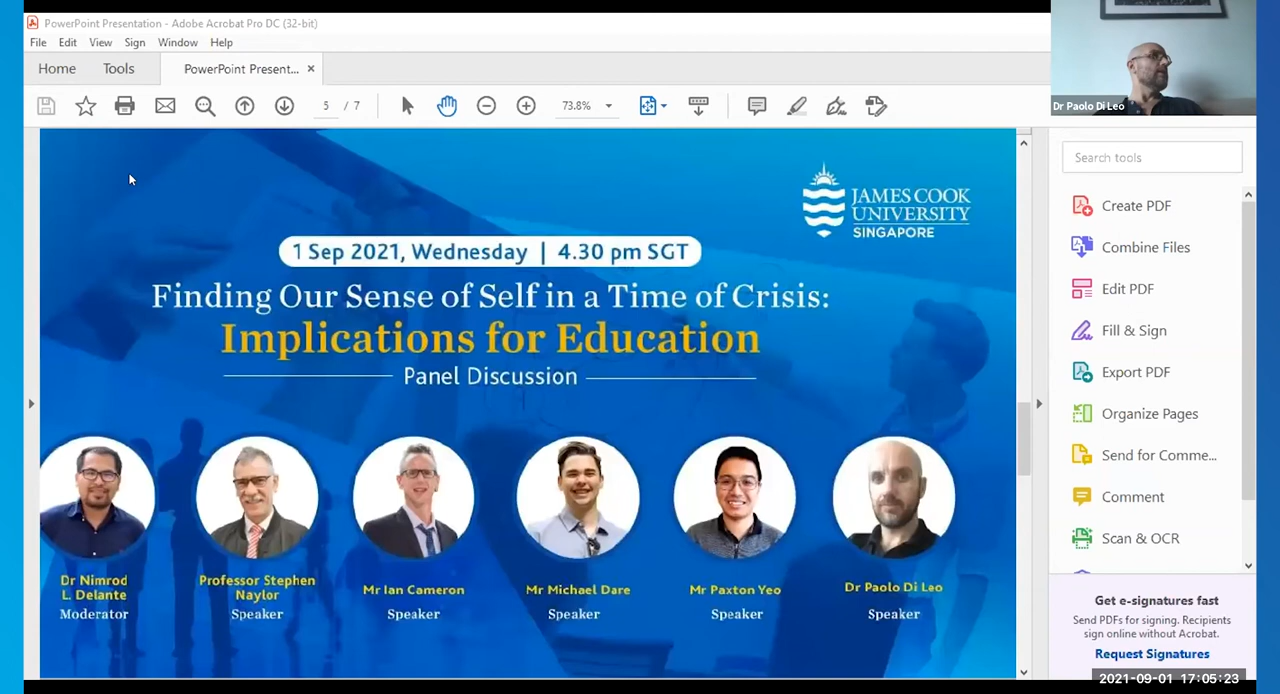 PowerPoint Presentation - Adobe Acrobat Pro DC (32-bit)
File Edit View Sign Window Help
Home Tools PowerPoint Present... ×
5 / 7 73.8%
Dr Paolo Di Leo
JAMES COOK
UNIVERSITY
SINGAPORE
1 Sep 2021, Wednesday | 4.30 pm SGT
Finding Our Sense of Self in a Time of Crisis:
Implications for Education
Panel Discussion
Dr Nimrod
L. Delante
Moderator
Professor Stephen
Naylor
Speaker
Mr Ian Cameron
Speaker
Mr Michael Dare
Speaker
Mr Paxton Yeo
Speaker
Dr Paolo Di Leo
Speaker
Search tools
Create PDF
Combine Files
Edit PDF
Fill & Sign
Export PDF
Organize Pages
Send for Comme...
Comment
Scan & OCR
Get e-signatures fast
Send PDFs for signing. Recipients
sign online without Acrobat.
Request Signatures
2021-09-01 17:05:23